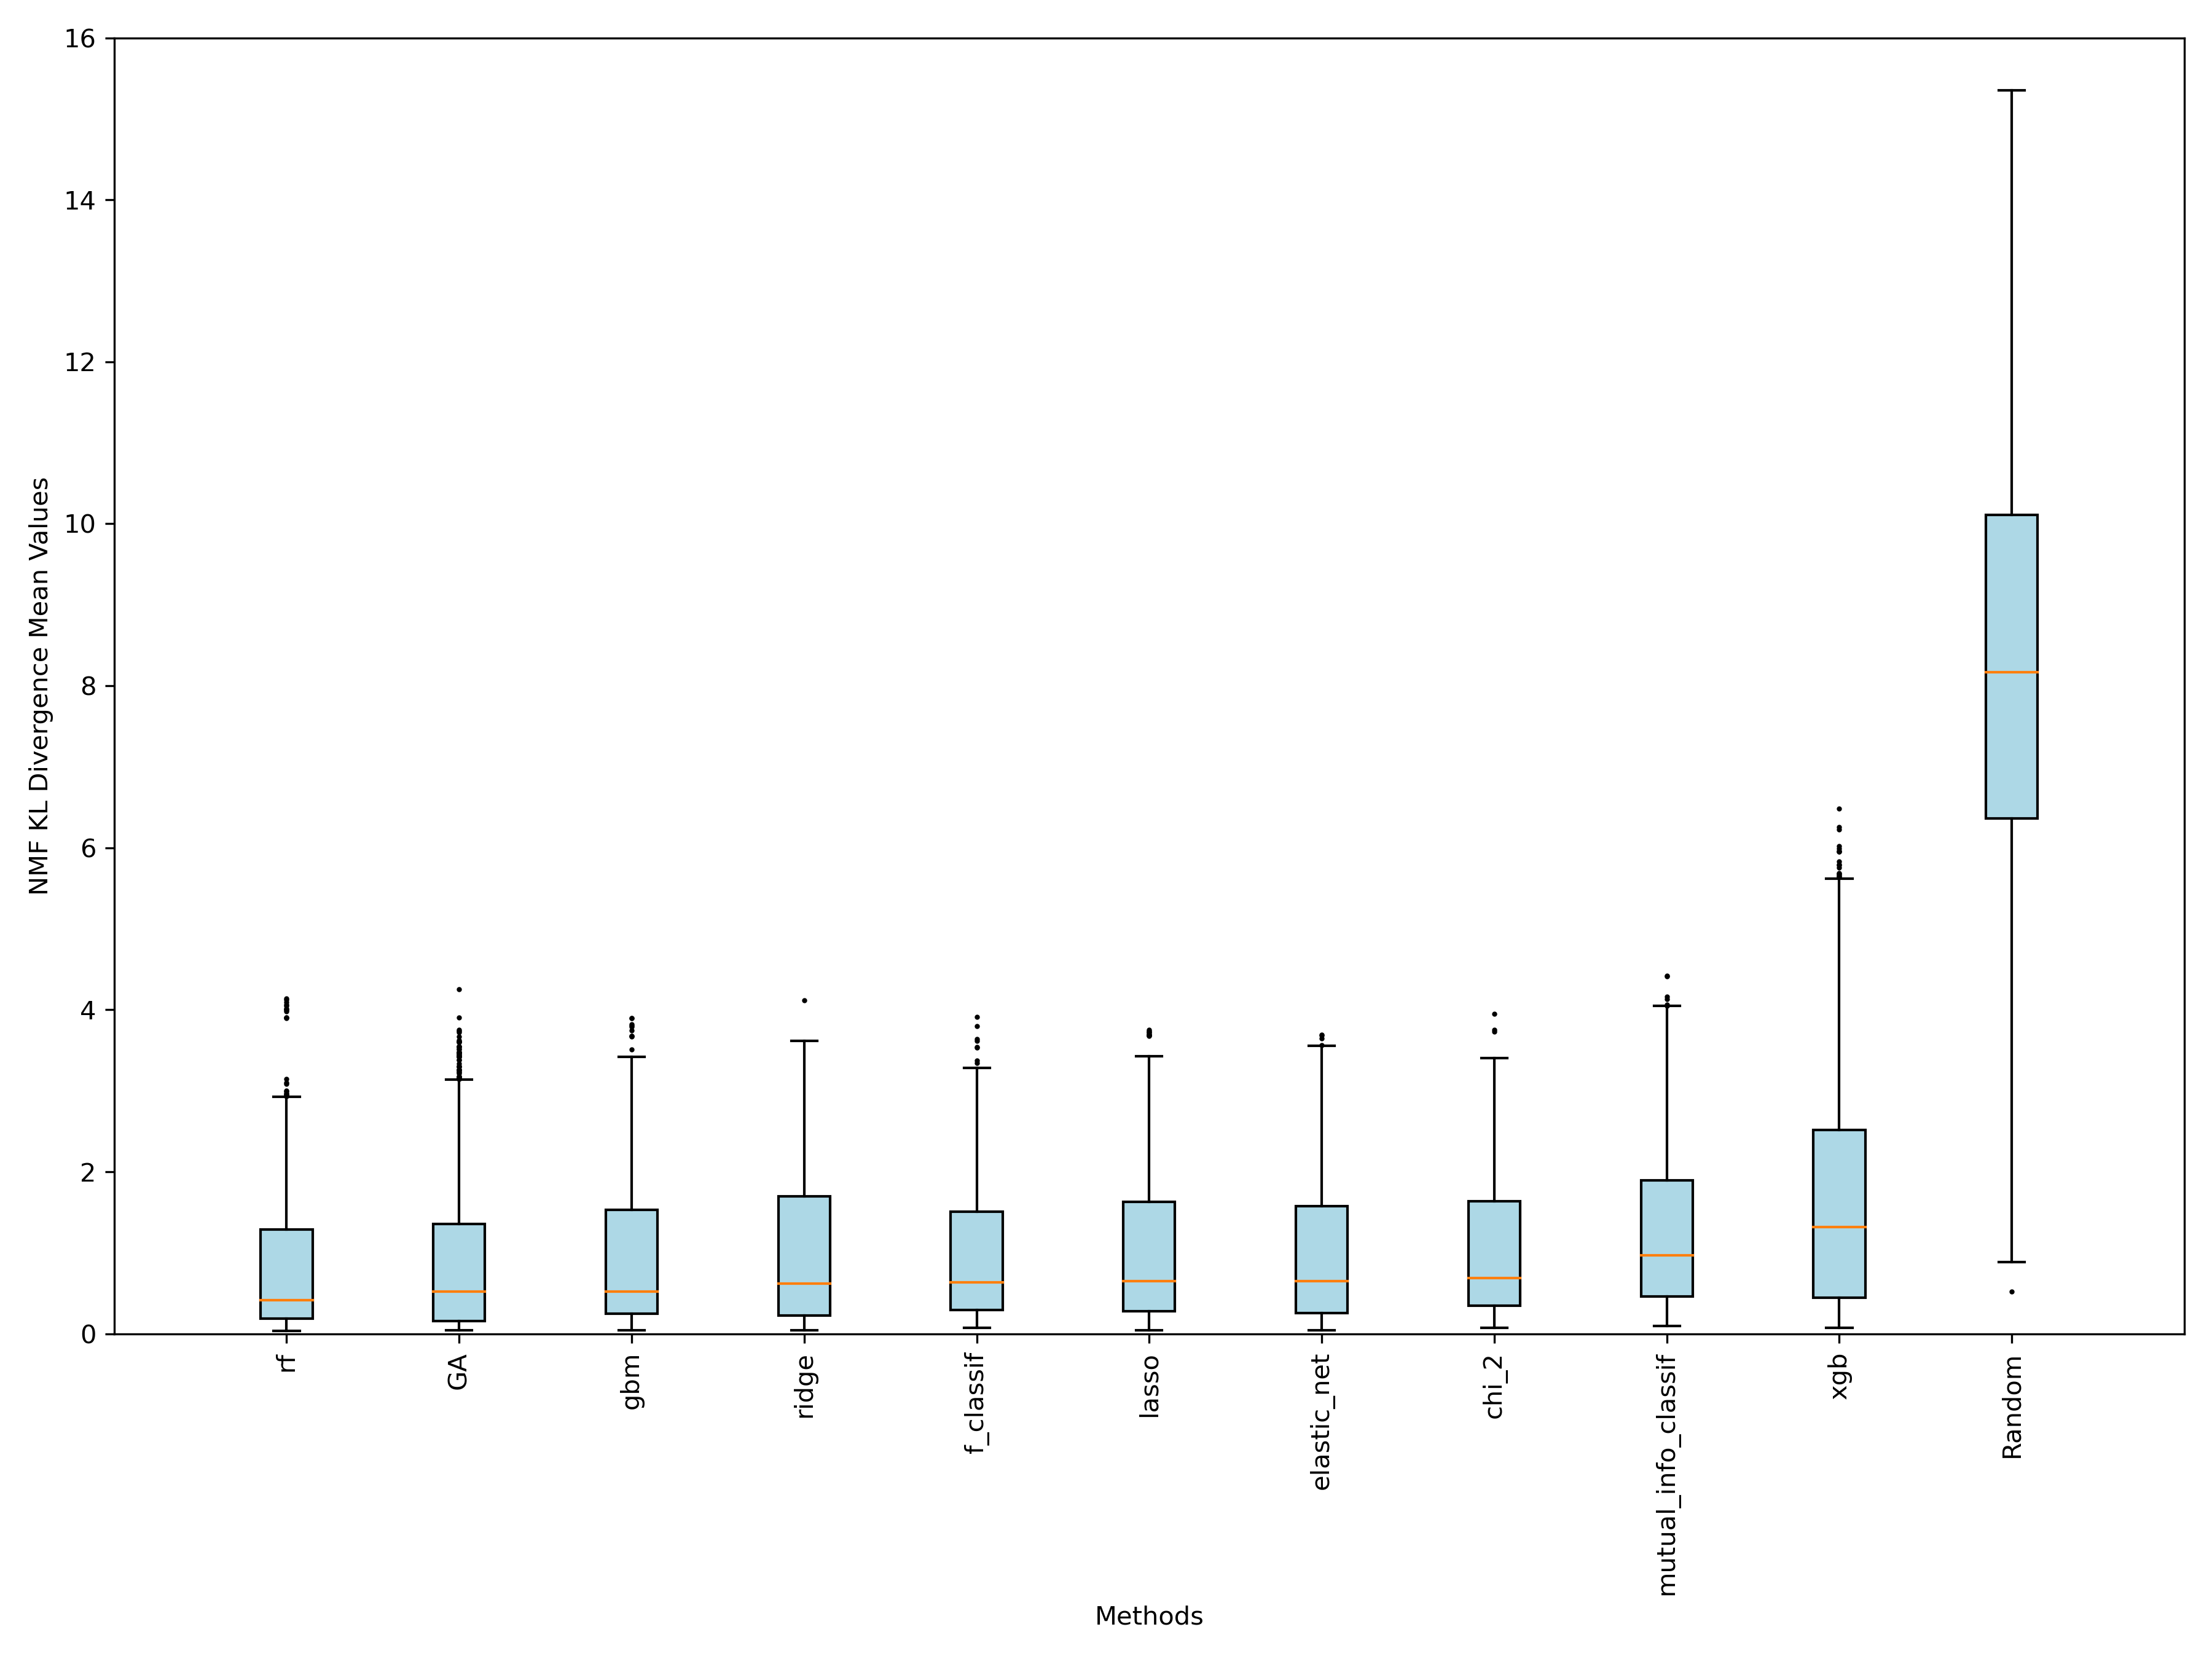 16
14
12
10
8
6
4
2
0
NMF KL Divergence Mean Values
rf
GA
gbm
ridge
f_classif
lasso
elastic_net
chi_2
mutual_info_classif
xgb
Random
Methods